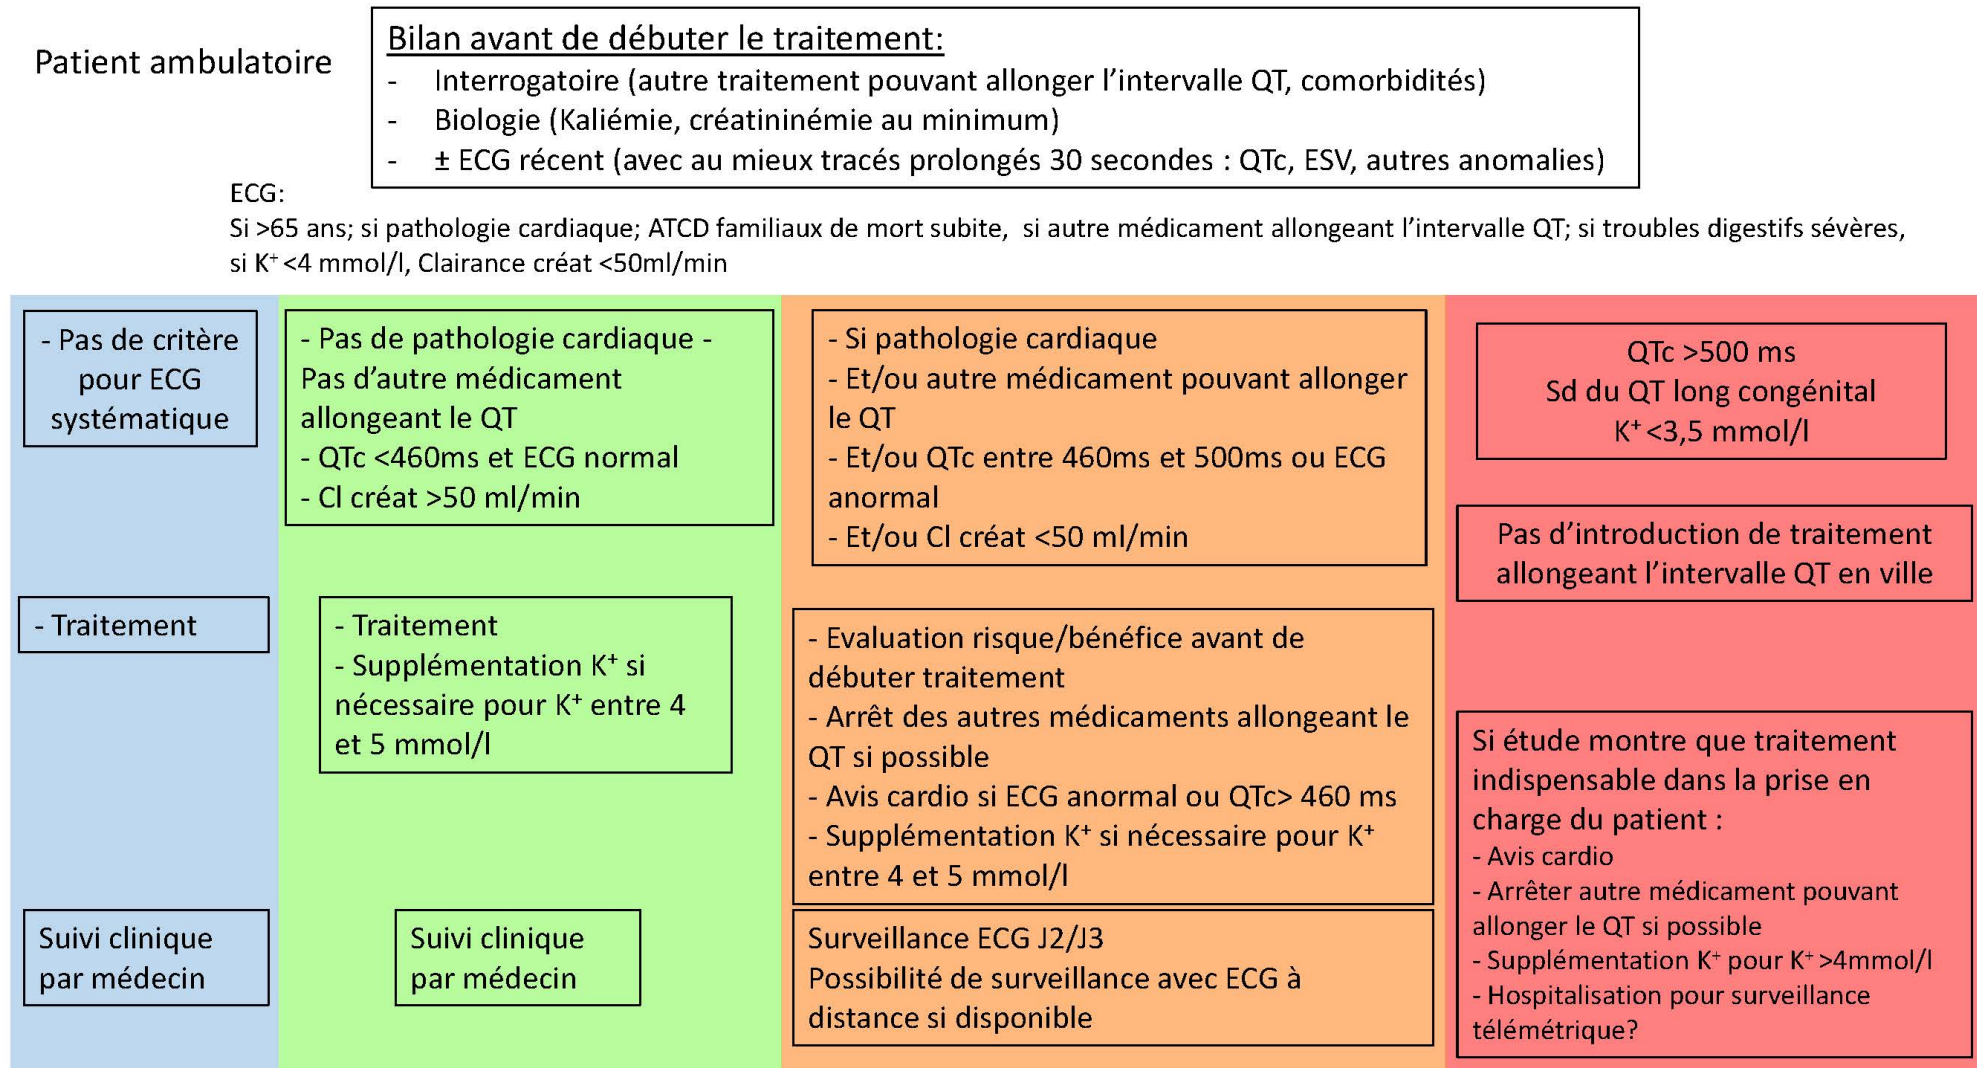 Patient ambulatoire
Bilan avant de débuter le traitement:
- Interrogatoire (autre traitement pouvant allonger l’intervalle QT, comorbidités)
- Biologie (Kaliémie, créatininémie au minimum)
- ± ECG récent (avec au mieux tracés prolongés 30 secondes : QTc, ESV, autres anomalies)
ECG:
Si >65 ans; si pathologie cardiaque; ATCD familiaux de mort subite, si autre médicament allongeant l’intervalle QT; si troubles digestifs sévères,
si K⁺ <4 mmol/l, Clairance créat <50ml/min
- Pas de critère
pour ECG
systématique
- Traitement
Suivi clinique
par médecin
- Pas de pathologie cardiaque -
Pas d’autre médicament
allongeant le QT
- QTc <460ms et ECG normal
- Cl créat >50 ml/min
- Traitement
- Supplémentation K⁺ si
nécessaire pour K⁺ entre 4
et 5 mmol/l
Suivi clinique
par médecin
- Si pathologie cardiaque
- Et/ou autre médicament pouvant allonger
le QT
- Et/ou QTc entre 460ms et 500ms ou ECG
anormal
- Et/ou Cl créat <50 ml/min
- Evaluation risque/bénéfice avant de
débuter traitement
- Arrêt des autres médicaments allongeant le
QT si possible
- Avis cardio si ECG anormal ou QTc> 460 ms
- Supplémentation K⁺ si nécessaire pour K⁺
entre 4 et 5 mmol/l
Surveillance ECG J2/J3
Possibilité de surveillance avec ECG à
distance si disponible
QTc >500 ms
Sd du QT long congénital
K⁺ <3,5 mmol/l
Pas d’introduction de traitement
allongeant l’intervalle QT en ville
Si étude montre que traitement
indispensable dans la prise en
charge du patient :
- Avis cardio
- Arrêter autre médicament pouvant
allonger le QT si possible
- Supplémentation K⁺ pour K⁺ >4mmol/l
- Hospitalisation pour surveillance
télémétrique?